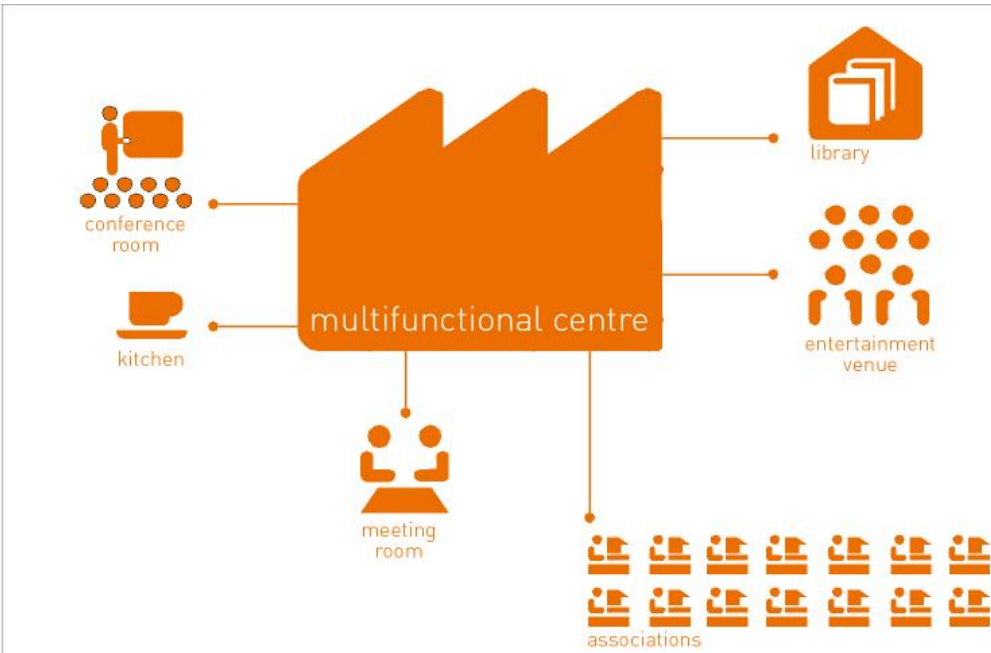 library
conference
room
multifunctional centre
entertainment
venue
kitchen
meeting
room
associations